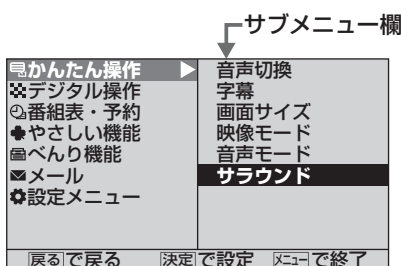 サブメニュー欄
かんたん操作
デジタル操作
番組表・予約
やさしい機能
べんり機能
メール
設定メニュー
音声切換
字幕
画面サイズ
映像モード
音声モード
サラウンド
戻る で戻る 決定 で設定 メニュー で終了